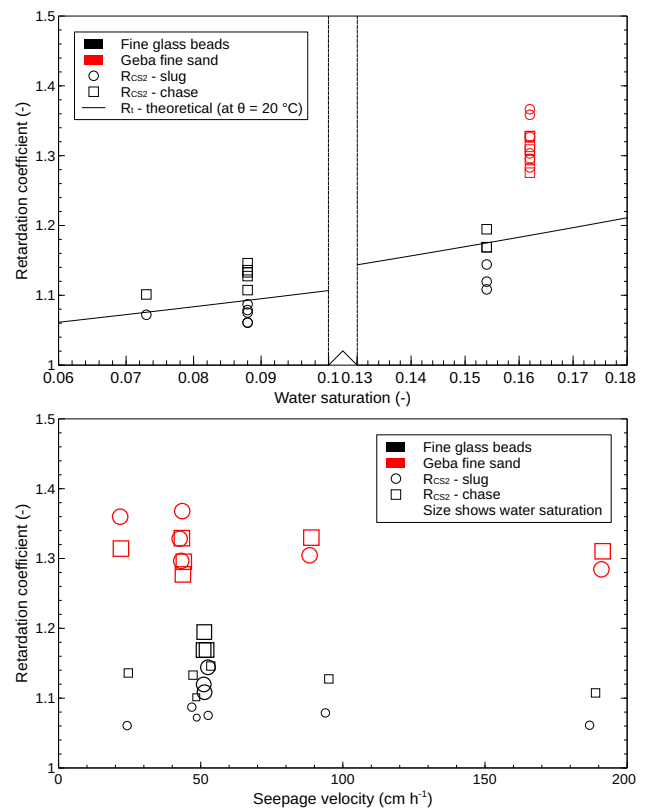 1.5
1.4
1.3
1.2
1.1
1
Retardation coefficient (-)
Fine glass beads
Geba fine sand
RCS2 - slug
RCS2 - chase
Rt - theoretical (at θ = 20 °C)
0.06 0.07 0.08 0.09 0.1 0.13 0.14 0.15 0.16 0.17 0.18
Water saturation (-)
1.5
1.4
1.3
1.2
1.1
1.0
Retardation coefficient (-)
Fine glass beads
Geba fine sand
RCS2 - slug
RCS2 - chase
Size shows water saturation
0 50 100 150 200
Seepage velocity (cm h-1)